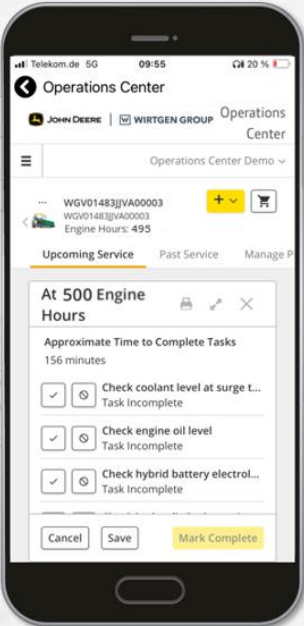 Telekom.de 5G 09:55 20 %
Operations Center
JOHN DEERE | WIRTGEN GROUP Operations
Center
Operations Center Demo
... WGV01483JJVA00003
WGV01483JJVA00003
Engine Hours: 495
Upcoming Service Past Service Manage P
At 500 Engine
Hours
Approximate Time to Complete Tasks
156 minutes
Check coolant level at surge t...
Task Incomplete
Check engine oil level
Task Incomplete
Check hybrid battery electrol...
Task Incomplete
Cancel Save Mark Complete